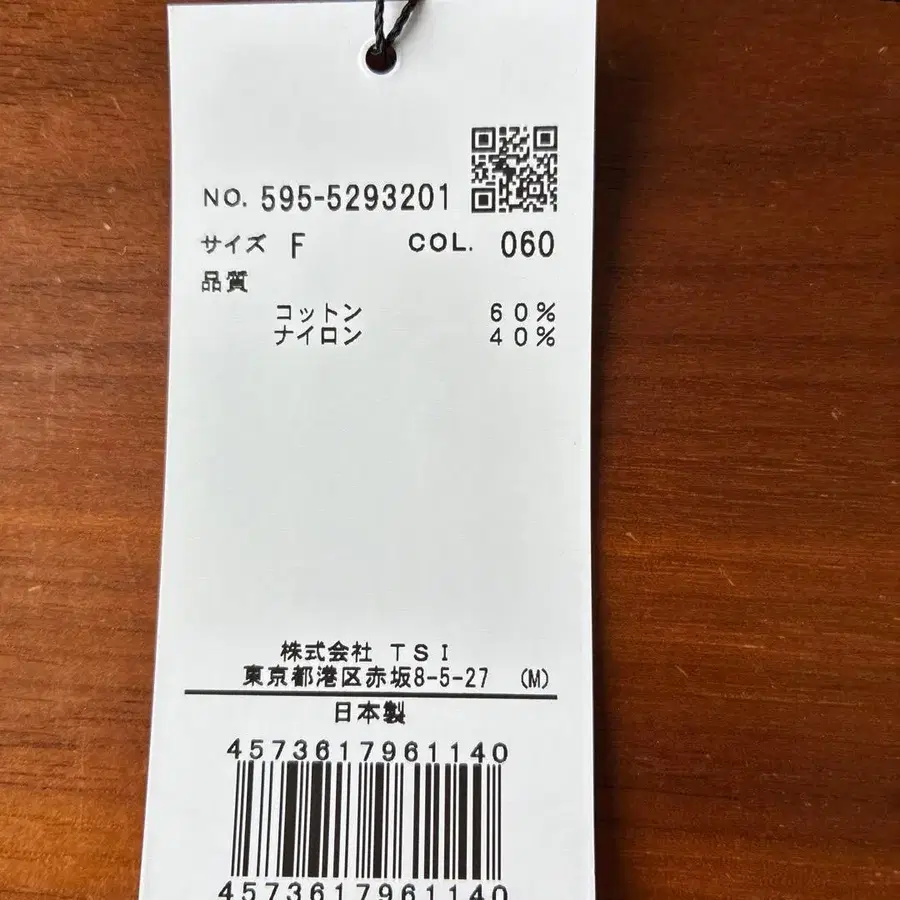 NO. 595-5293201
サイズ F COL. 060
品質
コットン 60%
ナイロン 40%
株式会社 TSI
東京都港区赤坂8-5-27 (M)
日本製
4573617961140
4573617961140